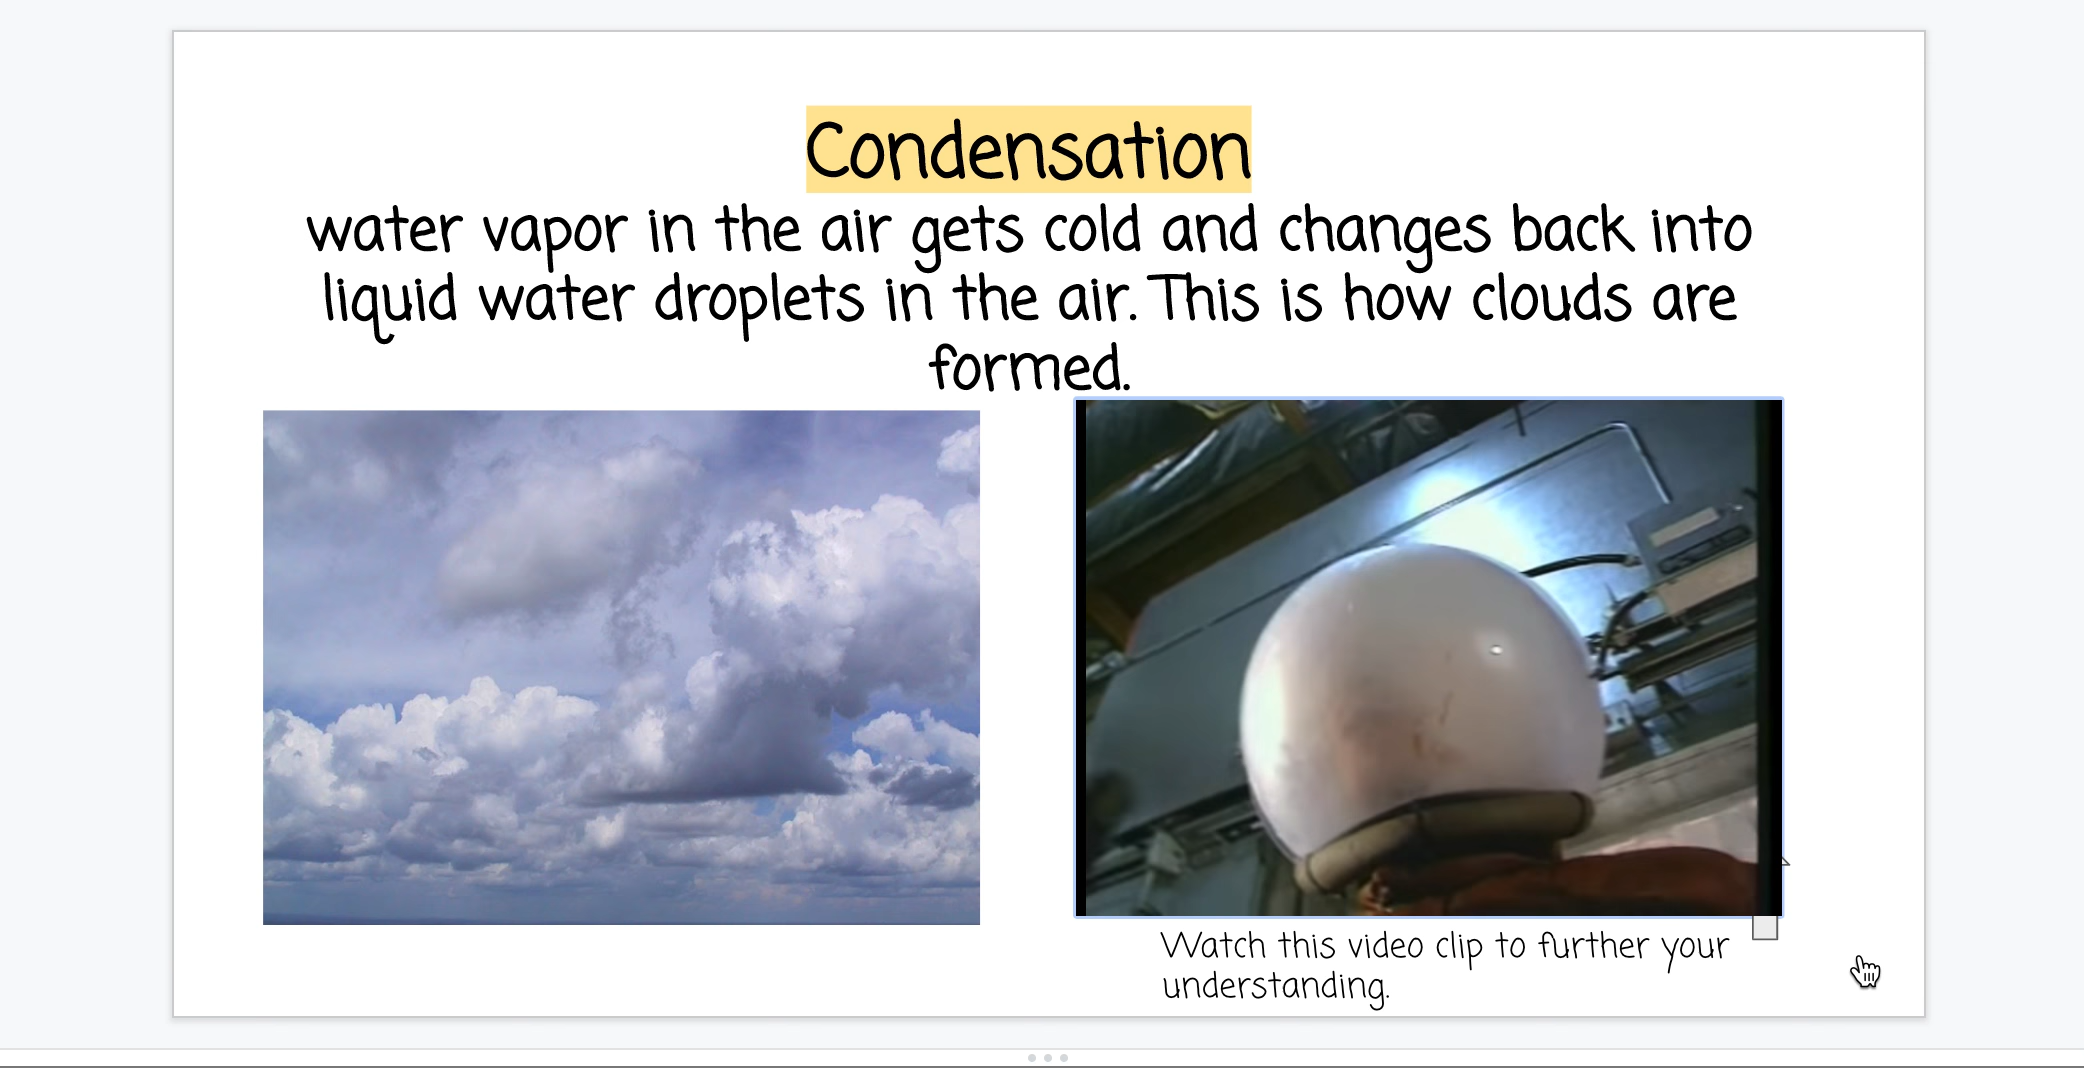 Condensation
water vapor in the air gets cold and changes back into
liquid water droplets in the air. This is how clouds are
formed.
Watch this video clip to further your
understanding.